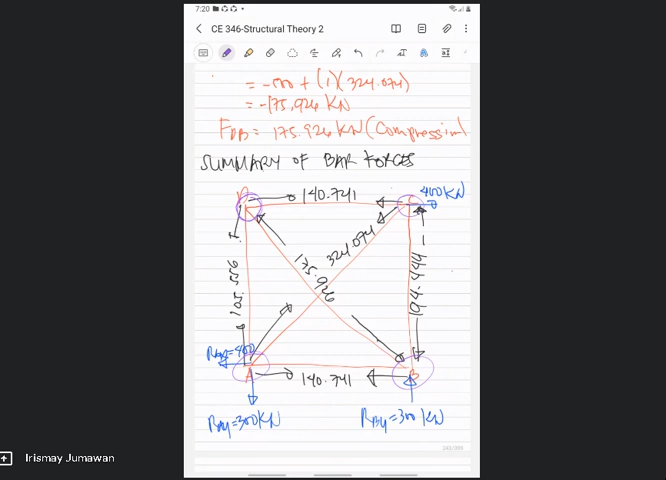 7:20
CE 346-Structural Theory 2
= -500 + (1)(324.074)
= -175.926 KN
FDB = 175.926 KN (Compression)
SUMMARY OF BAR FORCES
140.741
400KN
324.074
175.926
105.556
194.444
RAX=400
A
B
140.741
RAY=300KN
RBY=300 KN
Irismay Jumawan